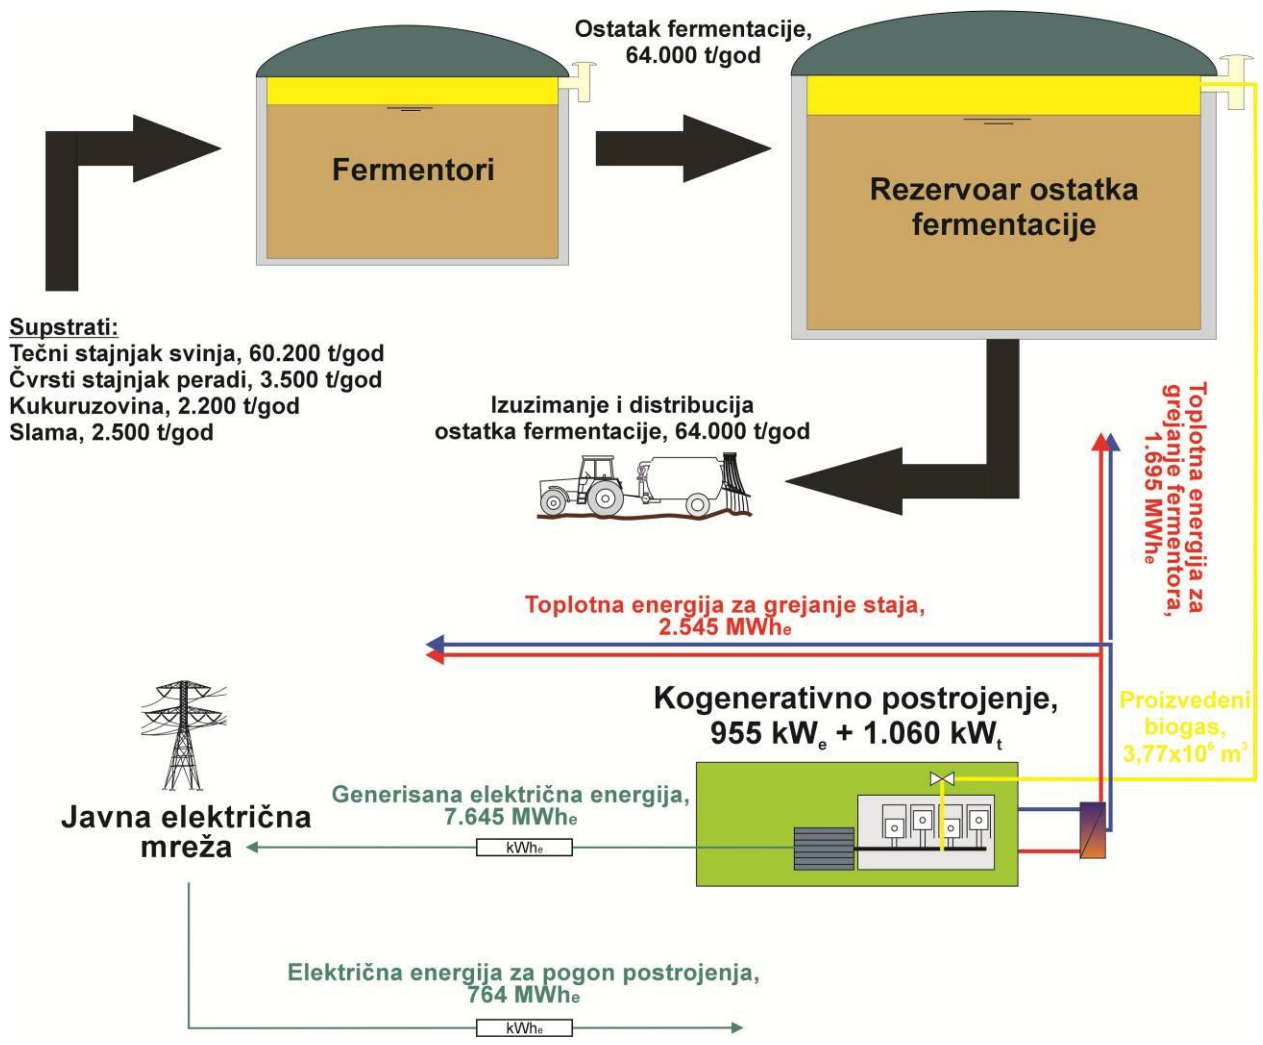 Ostatak fermentacije,
64.000 t/god
Fermentori
Rezervoar ostatka
fermentacije
Supstrati:
Tečni stajnjak svinja, 60.200 t/god
Čvrsti stajnjak peradi, 3.500 t/god
Kukuruzovina, 2.200 t/god
Slama, 2.500 t/god
Izuzimanje i distribucija
ostatka fermentacije, 64.000 t/god
Toplotna energija za
grejanje fermentora,
1.695 MWhe
Toplotna energija za grejanje staja,
2.545 MWhe
Kogenerativno postrojenje,
955 kWe + 1.060 kWt
Proizvedeni
biogas,
3,77x10⁶ m³
Generisana električna energija,
7.645 MWhe
kWhe
Javna električna
mreža
Električna energija za pogon postrojenja,
764 MWhe
kWhe